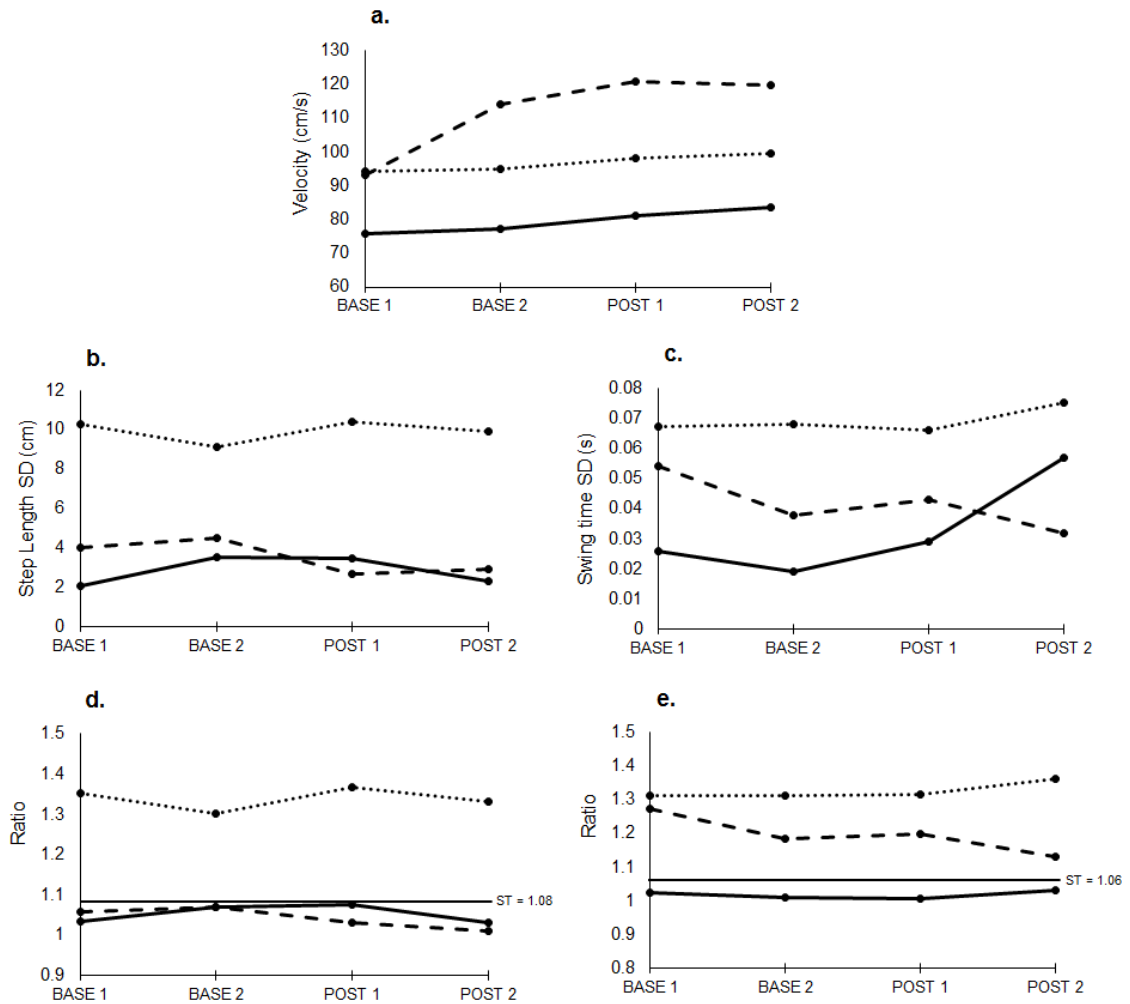 a.
Velocity (cm/s)
130
120
110
100
90
80
70
60
BASE 1 BASE 2 POST 1 POST 2
b.
Step Length SD (cm)
12
10
8
6
4
2
0
BASE 1 BASE 2 POST 1 POST 2
c.
Swing time SD (s)
0.08
0.07
0.06
0.05
0.04
0.03
0.02
0.01
0
BASE 1 BASE 2 POST 1 POST 2
d.
Ratio
1.5
1.4
1.3
1.2
1.1
1
0.9
ST = 1.08
BASE 1 BASE 2 POST 1 POST 2
e.
Ratio
1.5
1.4
1.3
1.2
1.1
1
0.9
0.8
ST = 1.06
BASE 1 BASE 2 POST 1 POST 2